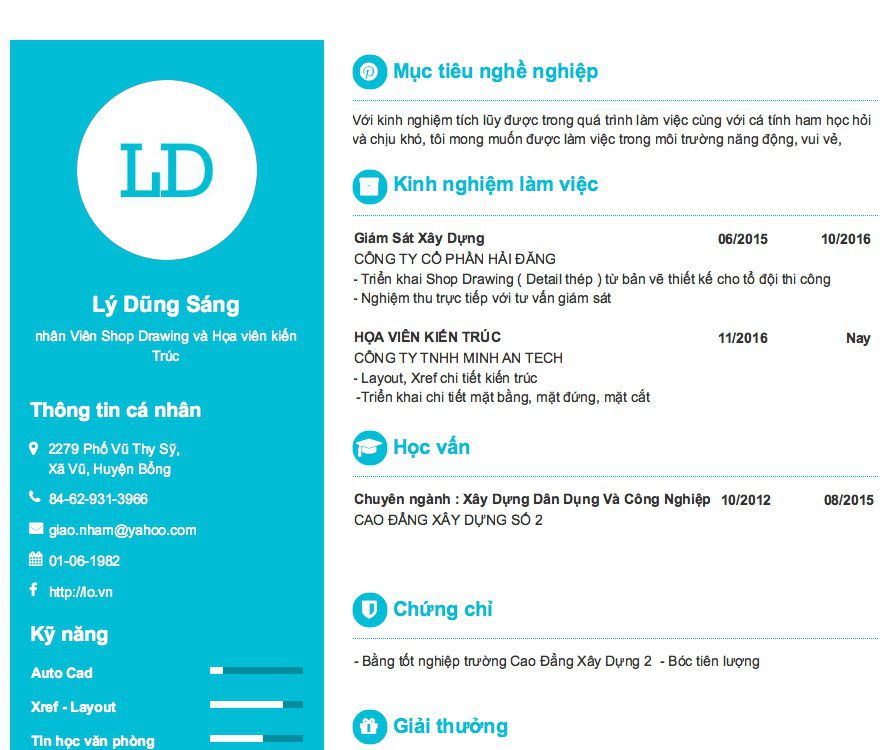 LD
Lý Dũng Sáng
nhân Viên Shop Drawing và Họa viên kiến
Trúc
Thông tin cá nhân
2279 Phố Vũ Thy Sỹ,
Xã Vũ, Huyện Bổng
84-62-931-3966
giao.nham@yahoo.com
01-06-1982
http://lo.vn
Kỹ năng
Auto Cad
Xref - Layout
Tin học văn phòng
Mục tiêu nghề nghiệp
Với kinh nghiệm tích lũy được trong quá trình làm việc cùng với cá tính ham học hỏi
và chịu khó, tôi mong muốn được làm việc trong môi trường năng động, vui vẻ,
Kinh nghiệm làm việc
Giám Sát Xây Dựng 06/2015 10/2016
CÔNG TY CỔ PHẦN HẢI ĐĂNG
- Triển khai Shop Drawing ( Detail thép ) từ bản vẽ thiết kế cho tổ đội thi công
- Nghiệm thu trực tiếp với tư vấn giám sát
HỌA VIÊN KIẾN TRÚC 11/2016 Nay
CÔNG TY TNHH MINH AN TECH
- Layout, Xref chi tiết kiến trúc
-Triển khai chi tiết mặt bằng, mặt đứng, mặt cắt
Học vấn
Chuyên ngành : Xây Dựng Dân Dụng Và Công Nghiệp 10/2012 08/2015
CAO ĐẲNG XÂY DỰNG SỐ 2
Chứng chỉ
- Bằng tốt nghiệp trường Cao Đẳng Xây Dựng 2 - Bóc tiên lượng
Giải thưởng